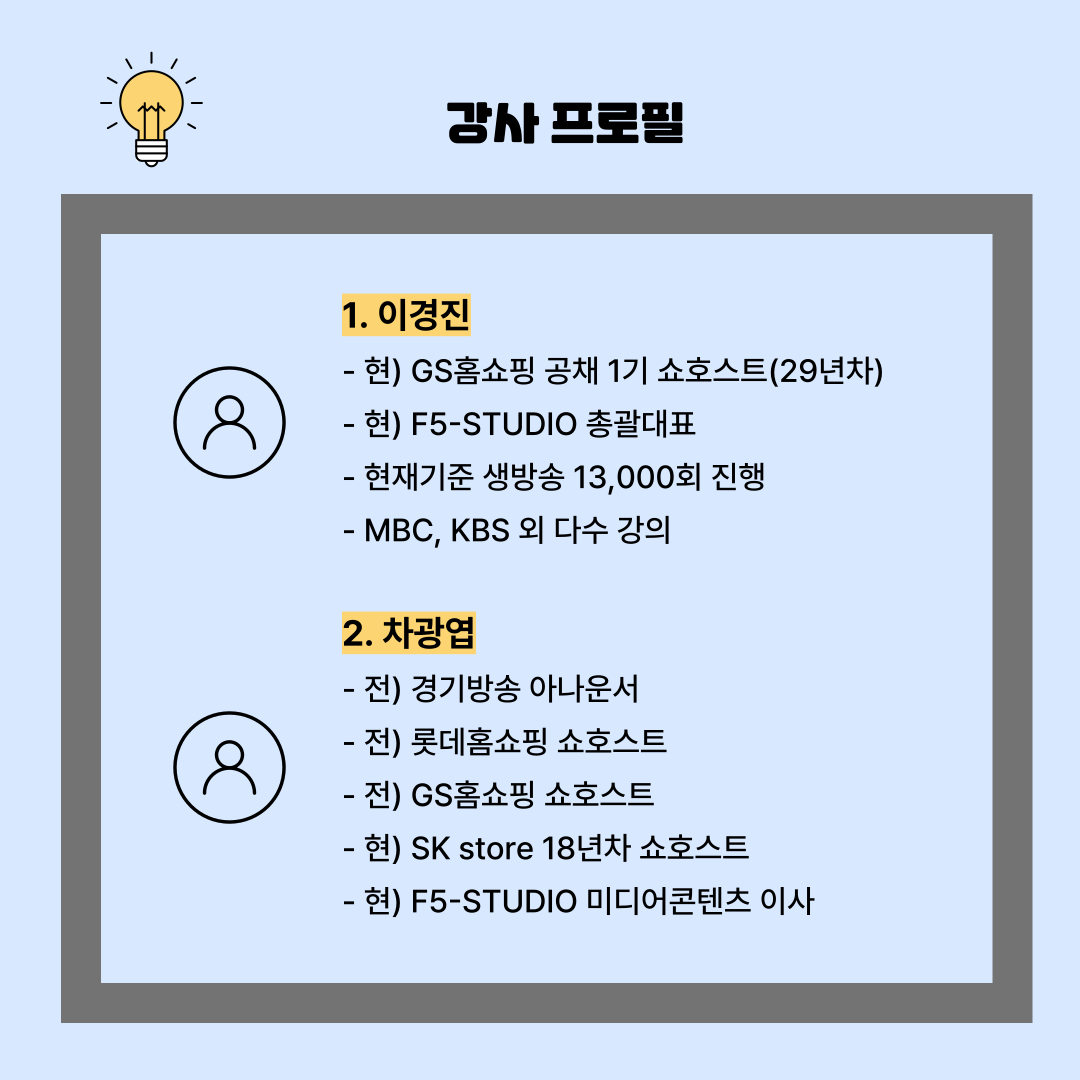 강사 프로필
1. 이경진
- 현) GS홈쇼핑 공채 1기 쇼호스트(29년차)
- 현) F5-STUDIO 총괄대표
- 현재기준 생방송 13,000회 진행
- MBC, KBS 외 다수 강의
2. 차광엽
- 전) 경기방송 아나운서
- 전) 롯데홈쇼핑 쇼호스트
- 전) GS홈쇼핑 쇼호스트
- 현) SK store 18년차 쇼호스트
- 현) F5-STUDIO 미디어콘텐츠 이사